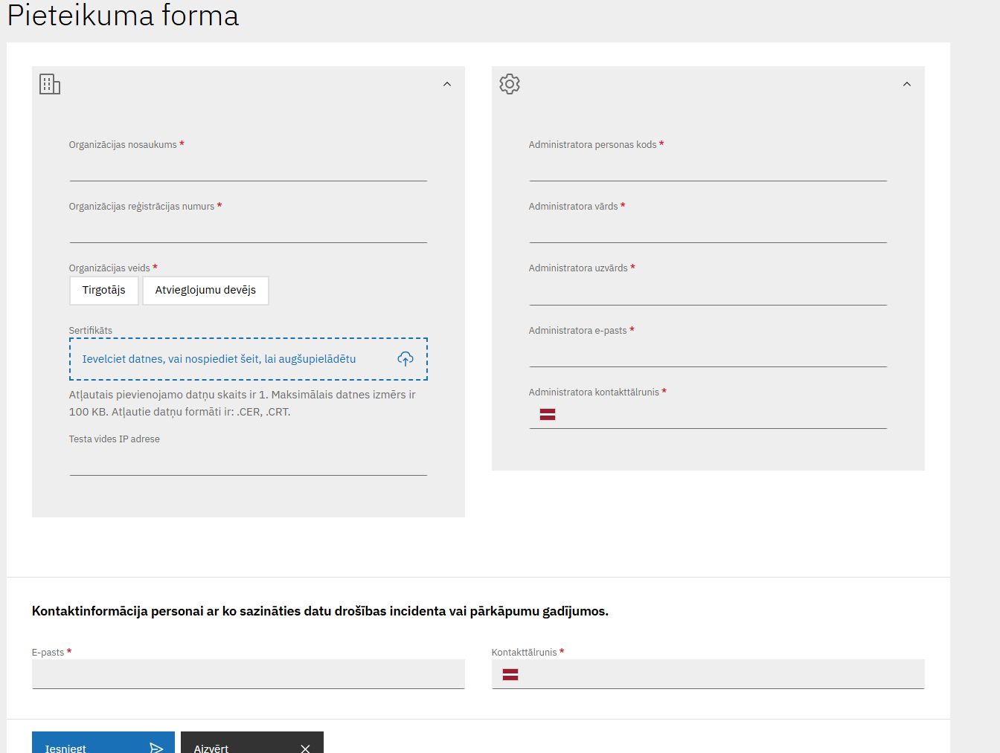 Pieteikuma forma
Organizācijas nosaukums *
Organizācijas reģistrācijas numurs *
Organizācijas veids *
Tirgotājs
Atvieglojumu devējs
Sertifikāts
Ievelciet datnes, vai nospiediet šeit, lai augšupielādētu
Atļautais pievienojamo datņu skaits ir 1. Maksimālais datnes izmērs ir
100 KB. Atļautie datņu formāti ir: .CER, .CRT.
Testa vides IP adrese
Administratora personas kods *
Administratora vārds *
Administratora uzvārds *
Administratora e-pasts *
Administratora kontakttālrunis *
Kontaktinformācija personai ar ko sazināties datu drošības incidenta vai pārkāpumu gadījumos.
E-pasts *
Kontakttālrunis *
Iesniegt
Aizvērt